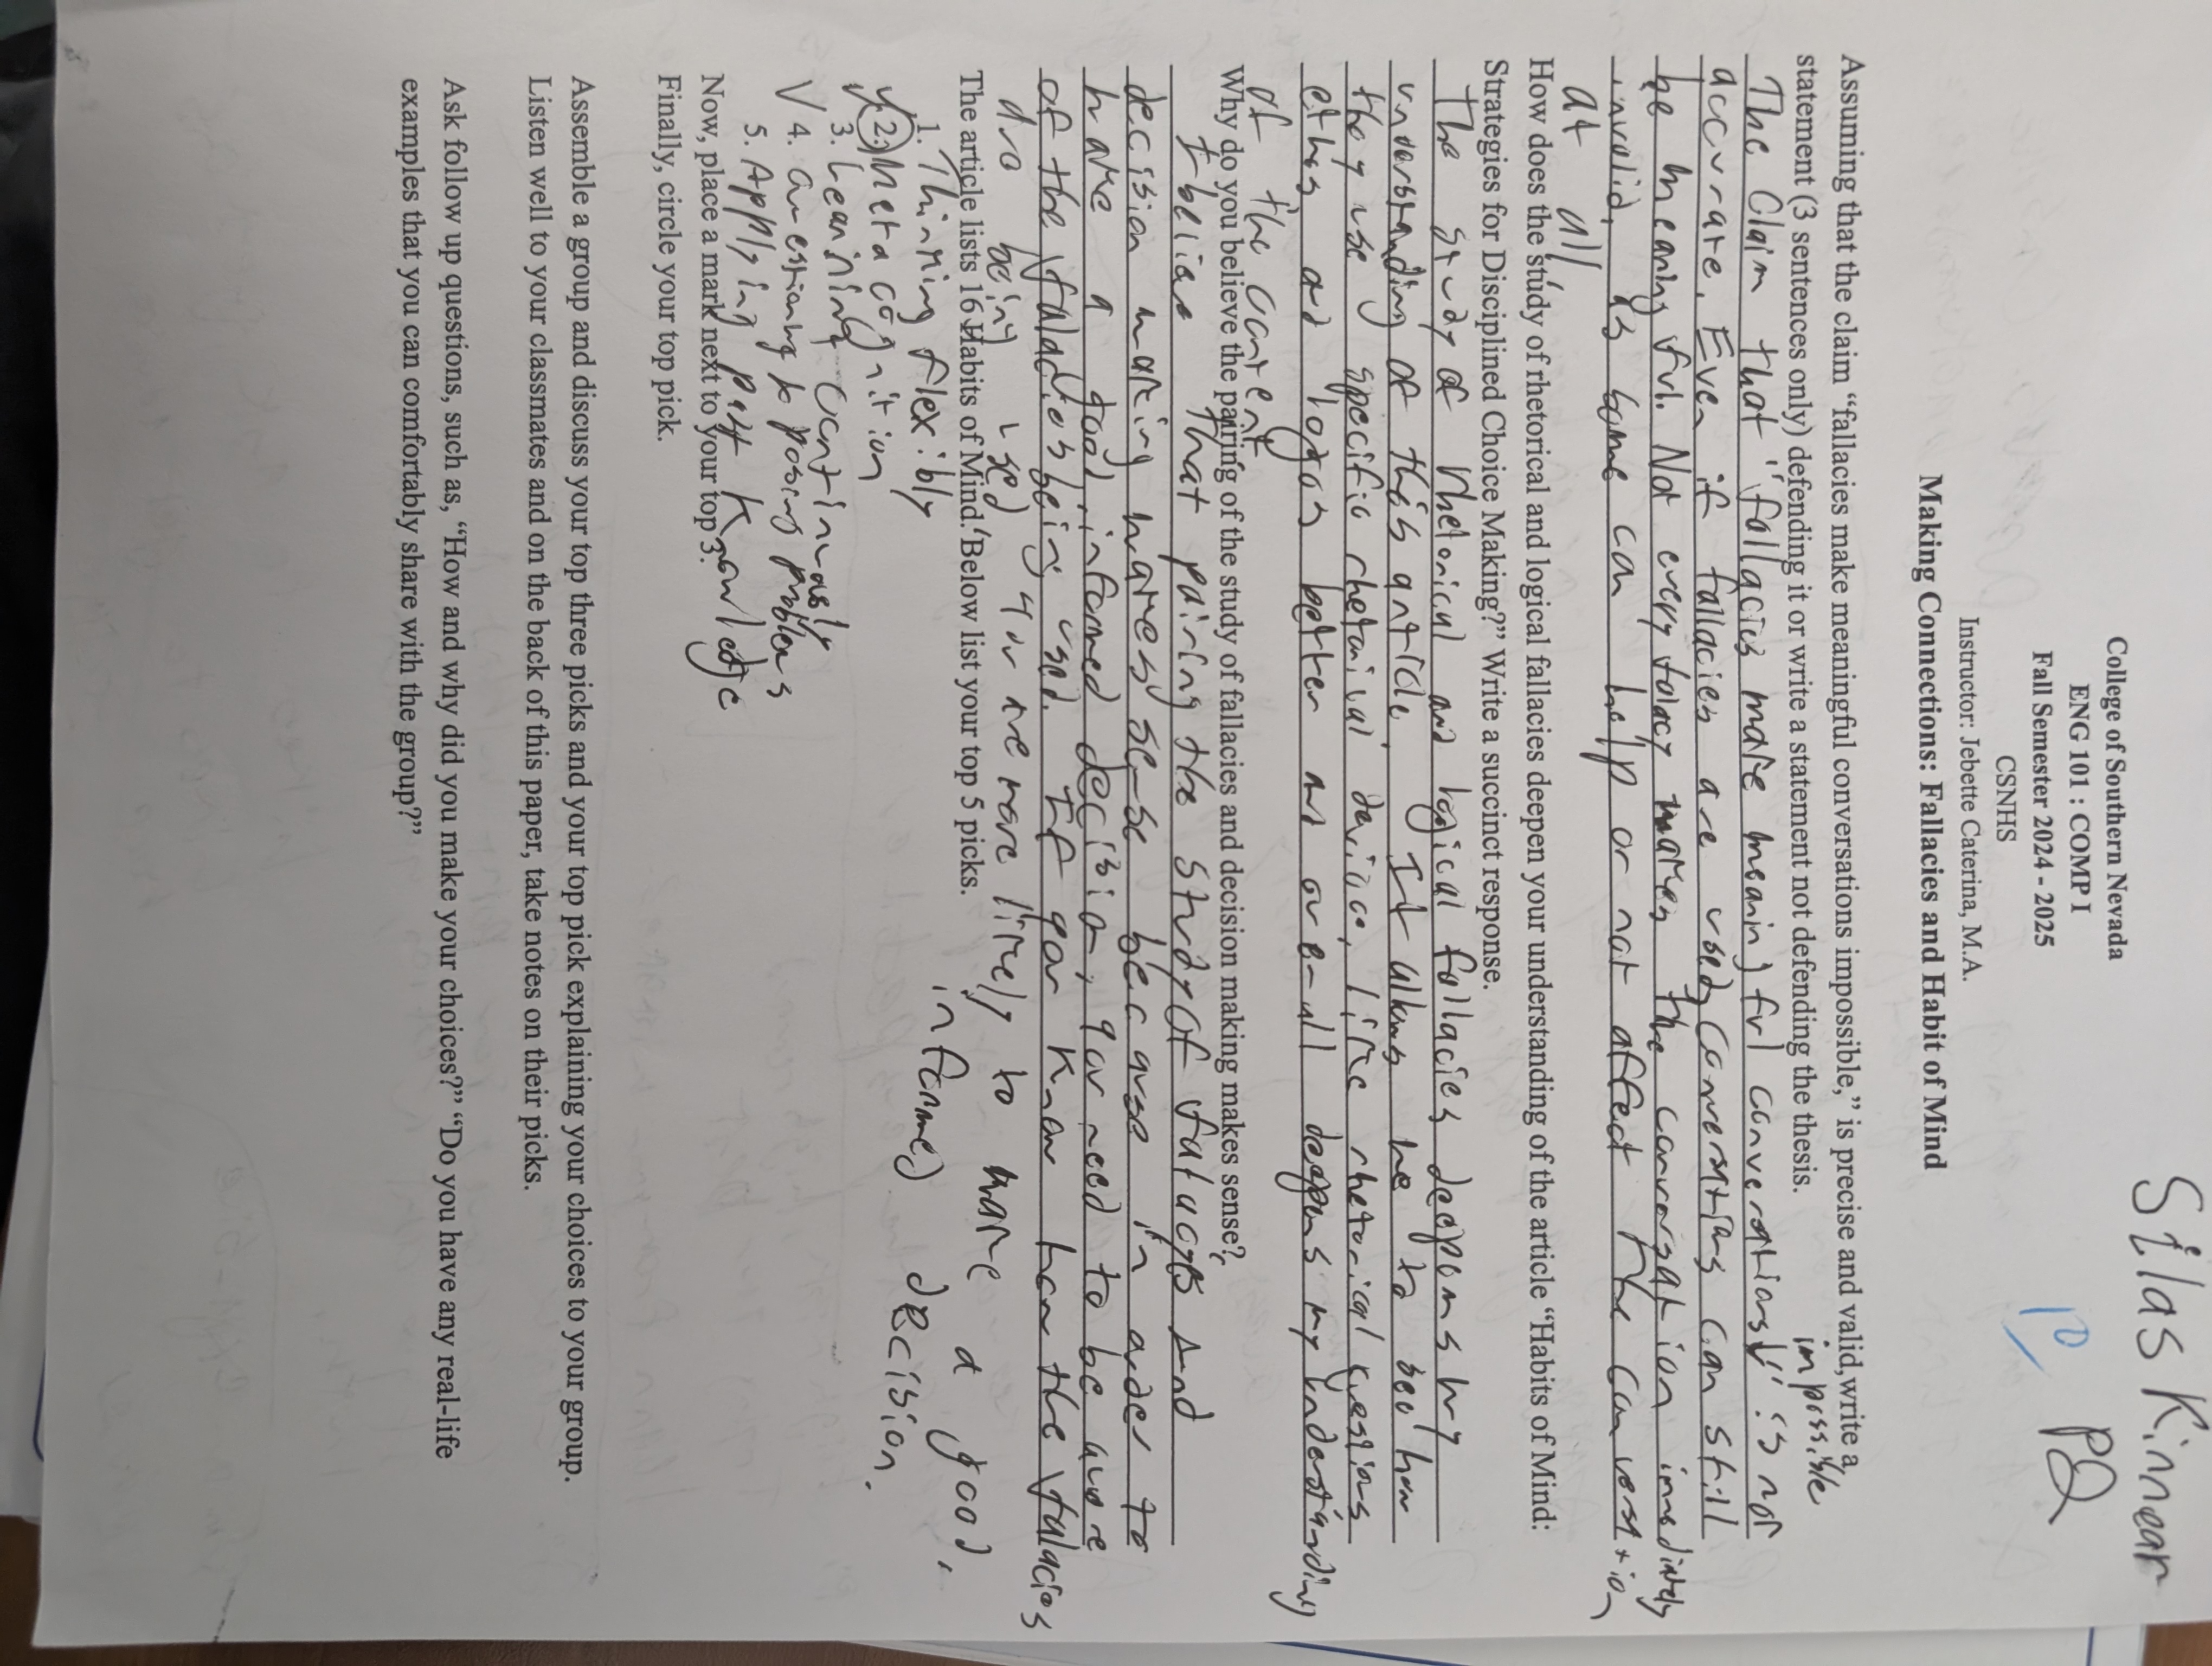 Silas Kinnear
P2
10
College of Southern Nevada
ENG 101 : COMP I
Fall Semester 2024 - 2025
CSNHS
Instructor: Jebette Caterina, M.A.
Making Connections: Fallacies and Habit of Mind
Assuming that the claim “fallacies make meaningful conversations impossible,” is precise and valid,write a
statement (3 sentences only) defending it or write a statement not defending the thesis.
impossible
The Claim that "fallacies make meaningful conversations↓" is not
accurate. Even if fallacies are used, conversations can still
be meaningful. Not every falacy makes the conversation immediately
invalid, as some can help or not affect the conversation
at all.
How does the study of rhetorical and logical fallacies deepen your understanding of the article “Habits of Mind:
Strategies for Disciplined Choice Making?” Write a succinct response.
The study of rhetorical and logical fallacies deepens my
understanding of this article. It allows me to see how
they use specific rhetorical devices, like rhetorical questions,
ethos, and logos better and over-all deepens my understanding
of the content.
Why do you believe the pairing of the study of fallacies and decision making makes sense?
I believe that pairing the study of falacys and
decision making makes sense because in order to
make a good, informed decision, you need to be aware
of the falacies being used. If you know how the falacies
are being used, you are more likely to make a good,
informed decision.
The article lists 16 Habits of Mind. Below list your top 5 picks.
1. Thinking flexibly
✓ 2. Metacognition
✓ 3. Learning continuously
✓ 4. Questioning & posing problems
5. Applying past knowledge
Now, place a mark next to your top 3.
Finally, circle your top pick.
Assemble a group and discuss your top three picks and your top pick explaining your choices to your group.
Listen well to your classmates and on the back of this paper, take notes on their picks.
Ask follow up questions, such as, “How and why did you make your choices?” “Do you have any real-life
examples that you can comfortably share with the group?”